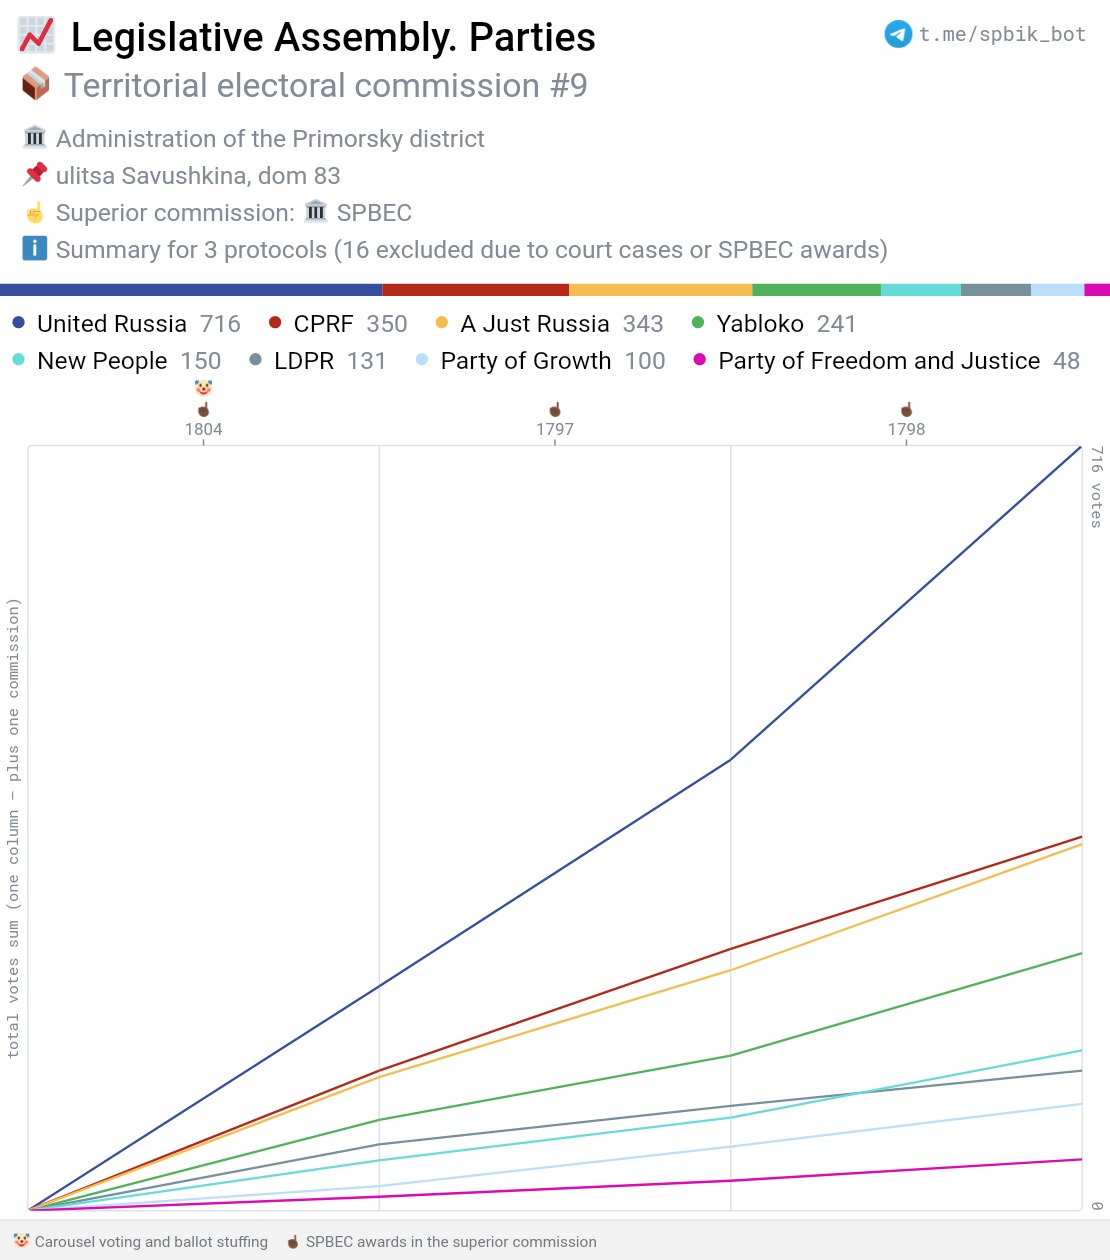 Legislative Assembly. Parties
t.me/spbik_bot
Territorial electoral commission #9
Administration of the Primorsky district
ulitsa Savushkina, dom 83
Superior commission: SPBEC
Summary for 3 protocols (16 excluded due to court cases or SPBEC awards)
United Russia 716 CPRF 350 A Just Russia 343 Yabloko 241
New People 150 LDPR 131 Party of Growth 100 Party of Freedom and Justice 48
1804 1797 1798
716 votes
total votes sum (one column — plus one commission)
0
Carousel voting and ballot stuffing SPBEC awards in the superior commission